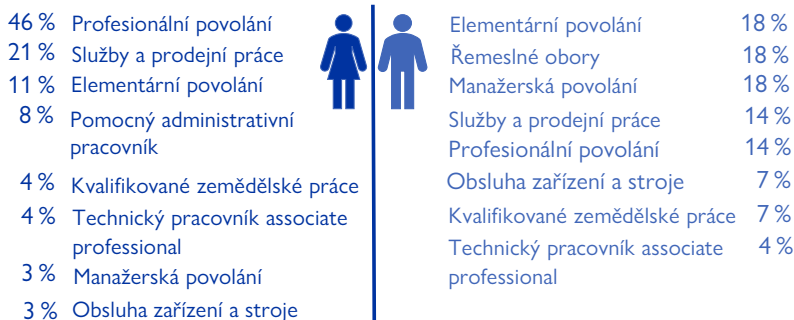 46 % Profesionální povolání
21 % Služby a prodejní práce
11 % Elementární povolání
8 % Pomocný administrativní
pracovník
4 % Kvalifikované zemědělské práce
4 % Technický pracovník associate
professional
3 % Manažerská povolání
3 % Obsluha zařízení a stroje
Elementární povolání 18 %
Řemeslné obory 18 %
Manažerská povolání 18 %
Služby a prodejní práce 14 %
Profesionální povolání 14 %
Obsluha zařízení a stroje 7 %
Kvalifikované zemědělské práce 7 %
Technický pracovník associate 4 %
professional